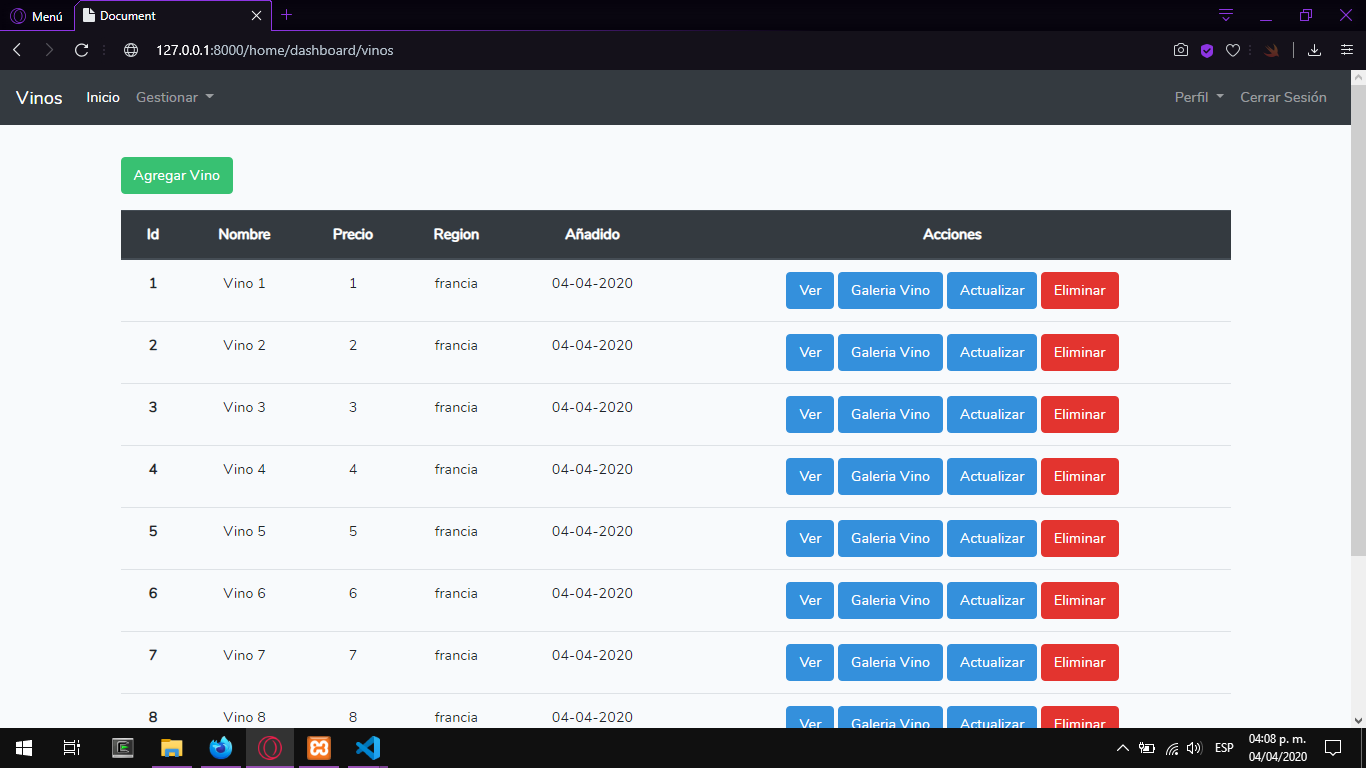 Menú Document
127.0.0.1:8000/home/dashboard/vinos
Vinos Inicio Gestionar Perfil Cerrar Sesión
Agregar Vino
Id Nombre Precio Region Añadido Acciones
1 Vino 1 1 francia 04-04-2020 Ver Galeria Vino Actualizar Eliminar
2 Vino 2 2 francia 04-04-2020 Ver Galeria Vino Actualizar Eliminar
3 Vino 3 3 francia 04-04-2020 Ver Galeria Vino Actualizar Eliminar
4 Vino 4 4 francia 04-04-2020 Ver Galeria Vino Actualizar Eliminar
5 Vino 5 5 francia 04-04-2020 Ver Galeria Vino Actualizar Eliminar
6 Vino 6 6 francia 04-04-2020 Ver Galeria Vino Actualizar Eliminar
7 Vino 7 7 francia 04-04-2020 Ver Galeria Vino Actualizar Eliminar
8 Vino 8 8 francia 04-04-2020 Ver Galeria Vino Actualizar Eliminar
ESP 04:08 p. m.
04/04/2020